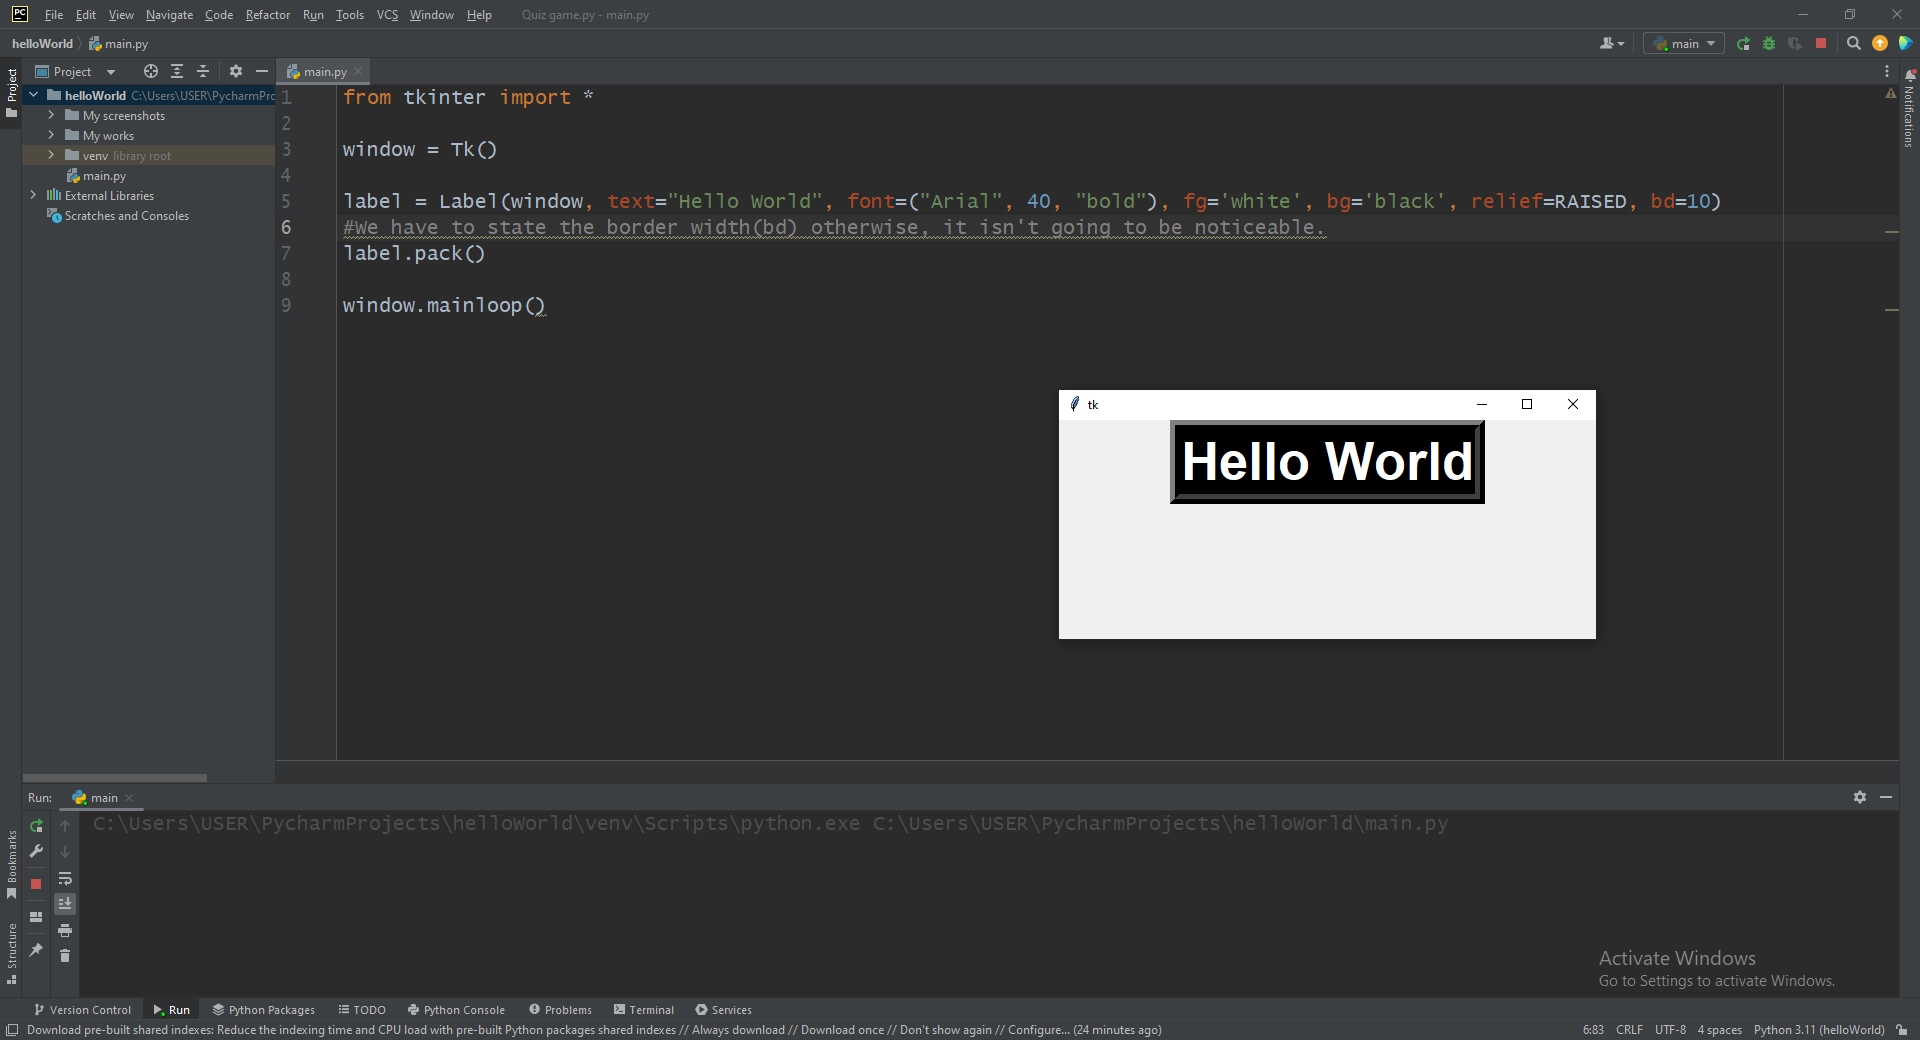 PC File Edit View Navigate Code Refactor Run Tools VCS Window Help Quiz game.py - main.py
helloWorld main.py
main
Project
Project
main.py
Notifications
helloWorld C:\Users\USER\PycharmPro
My screenshots
My works
venv library root
main.py
External Libraries
Scratches and Consoles
1 from tkinter import *
2
3 window = Tk()
4
5 label = Label(window, text="Hello World", font=("Arial", 40, "bold"), fg='white', bg='black', relief=RAISED, bd=10)
6 #We have to state the border width(bd) otherwise, it isn't going to be noticeable.
7 label.pack()
8
9 window.mainloop()
tk
Hello World
Run: main
C:\Users\USER\PycharmProjects\helloWorld\venv\Scripts\python.exe C:\Users\USER\PycharmProjects\helloWorld\main.py
Bookmarks
Structure
Activate Windows
Go to Settings to activate Windows.
Version Control Run Python Packages TODO Python Console Problems Terminal Services
Download pre-built shared indexes: Reduce the indexing time and CPU load with pre-built Python packages shared indexes // Always download // Download once // Don't show again // Configure... (24 minutes ago) 6:83 CRLF UTF-8 4 spaces Python 3.11 (helloWorld)